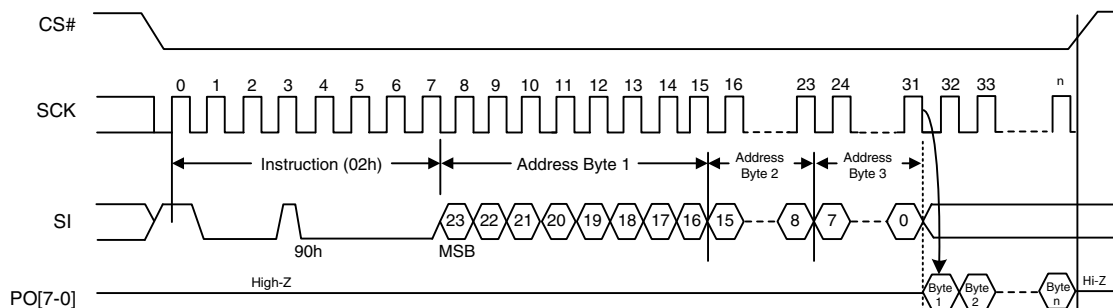 CS#
0 1 2 3 4 5 6 7 8 9 10 11 12 13 14 15 16 23 24 31 32 33 n
SCK
Instruction (02h) Address Byte 1 Address Byte 2 Address Byte 3
SI 23 22 21 20 19 18 17 16 15 8 7 0
90h MSB
High-Z Hi-Z
PO[7-0] Byte 1 Byte 2 Byte n